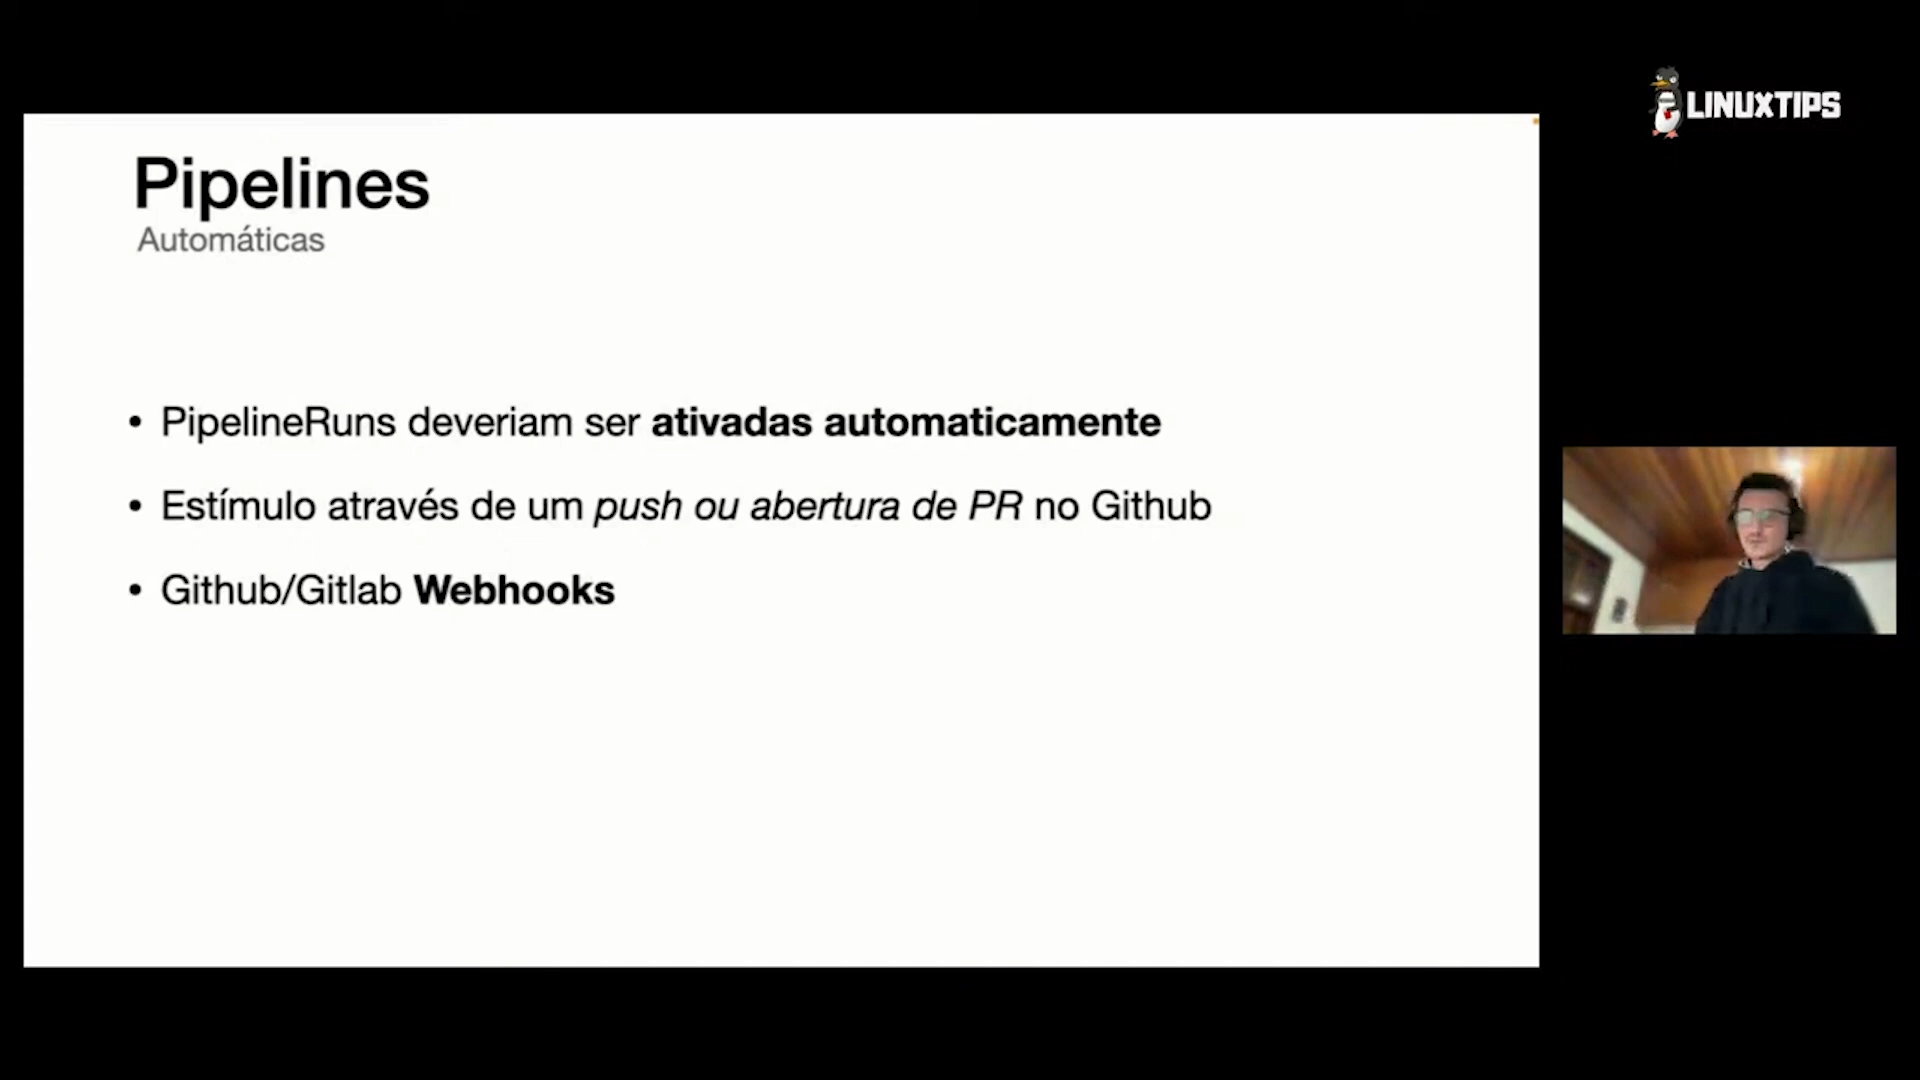 LINUXTIPS
Pipelines
Automáticas
• PipelineRuns deveriam ser ativadas automaticamente
• Estímulo através de um push ou abertura de PR no Github
• Github/Gitlab Webhooks